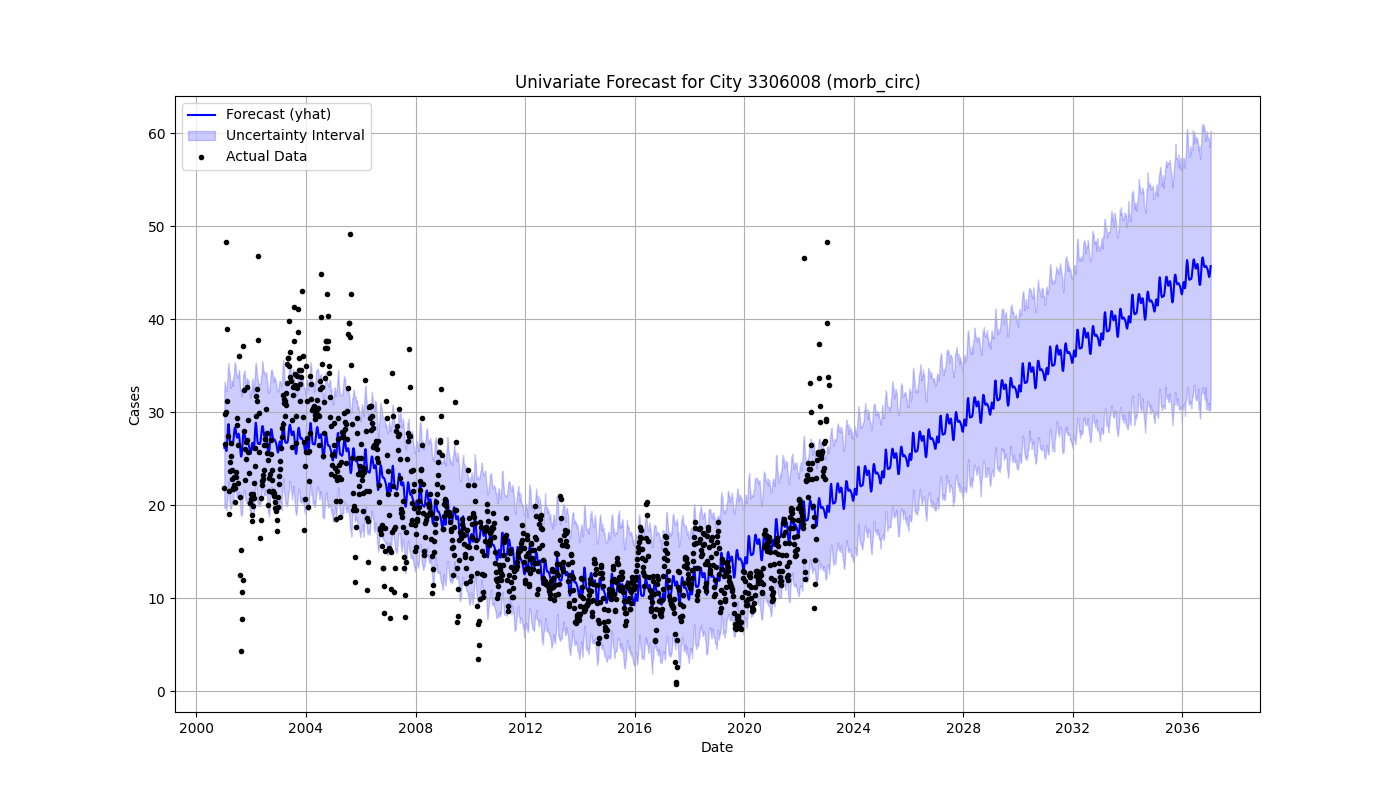 Univariate Forecast for City 3306008 (morb_circ)
Forecast (yhat)
Uncertainty Interval
Actual Data
60
50
40
30
20
10
0
Cases
2000 2004 2008 2012 2016 2020 2024 2028 2032 2036
Date